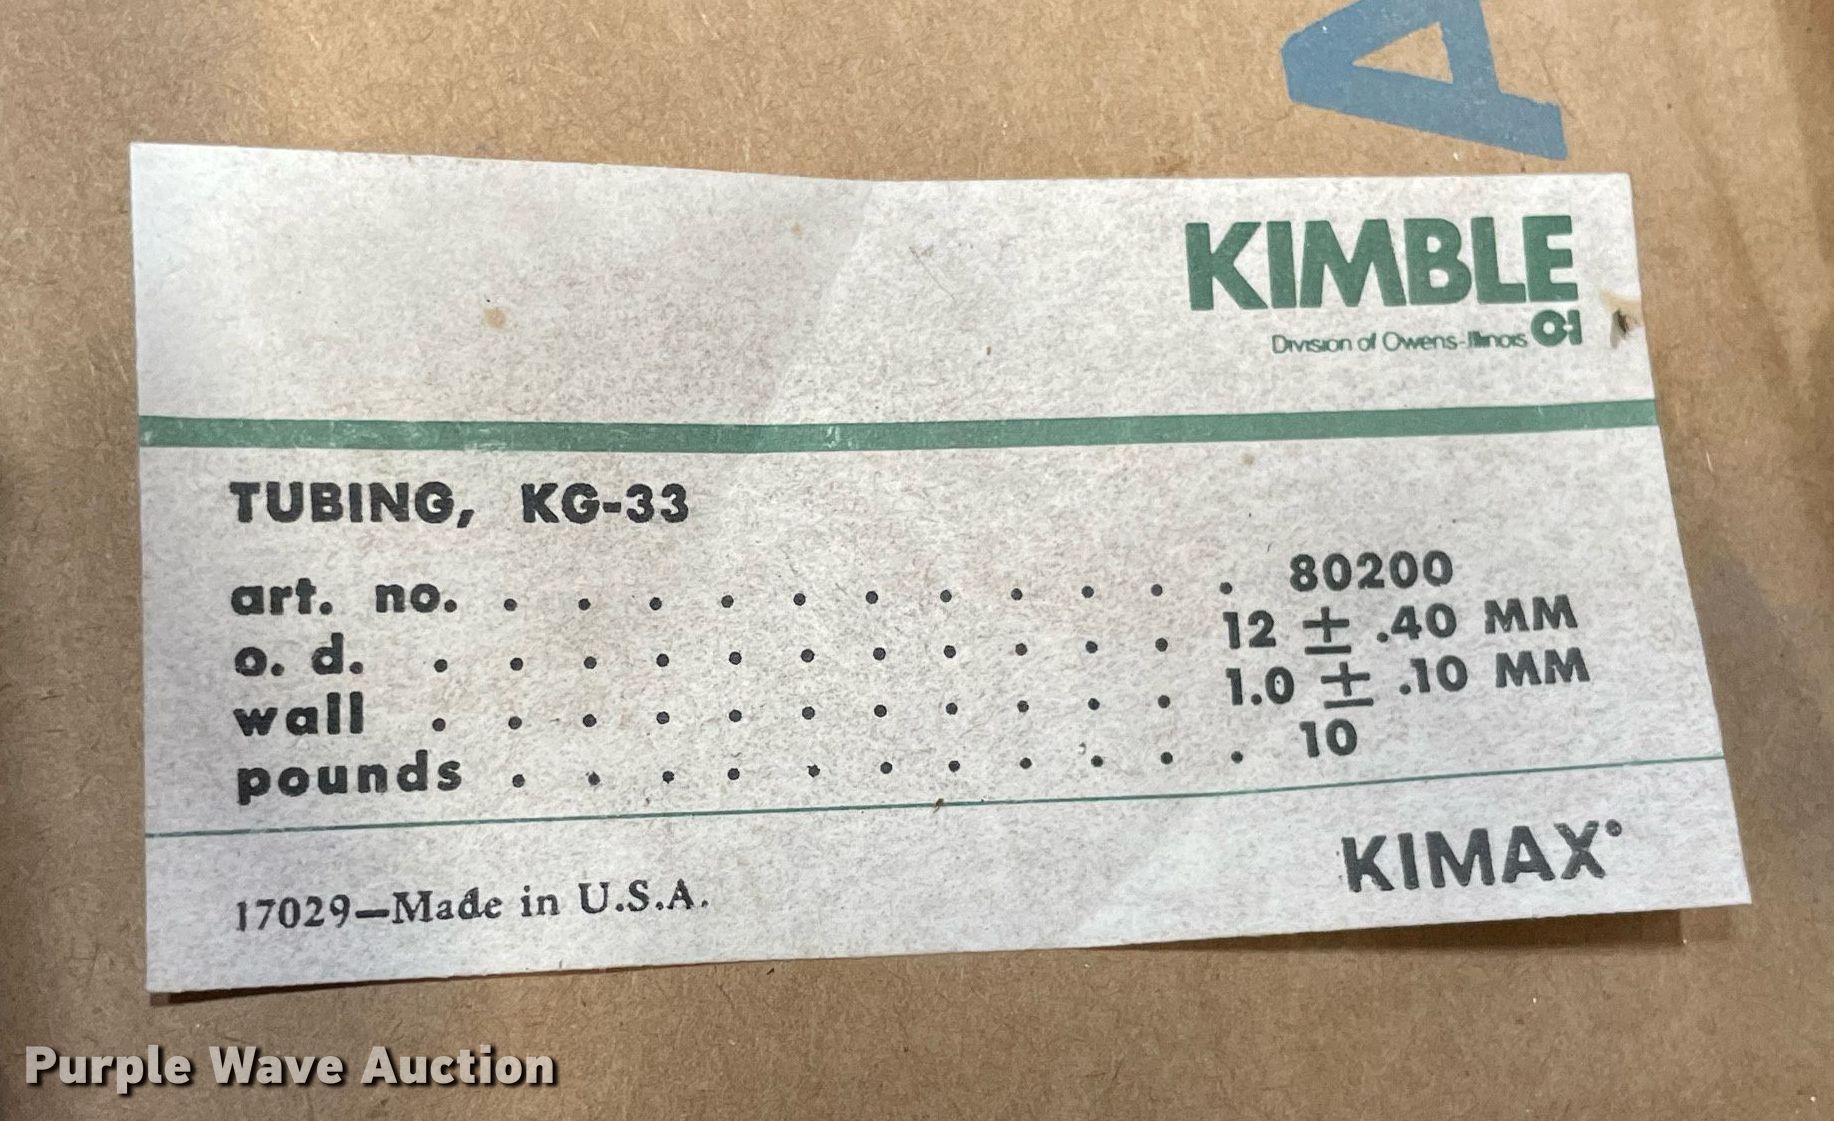 A
KIMBLE
Division of Owens-Illinois O-I
TUBING, KG-33
art. no. . . . . . . . . . . . 80200
o. d. . . . . . . . . . . . 12 ± .40 MM
wall . . . . . . . . . . . 1.0 ± .10 MM
pounds . . . . . . . . . . . 10
17029—Made in U.S.A.
KIMAX®
Purple Wave Auction